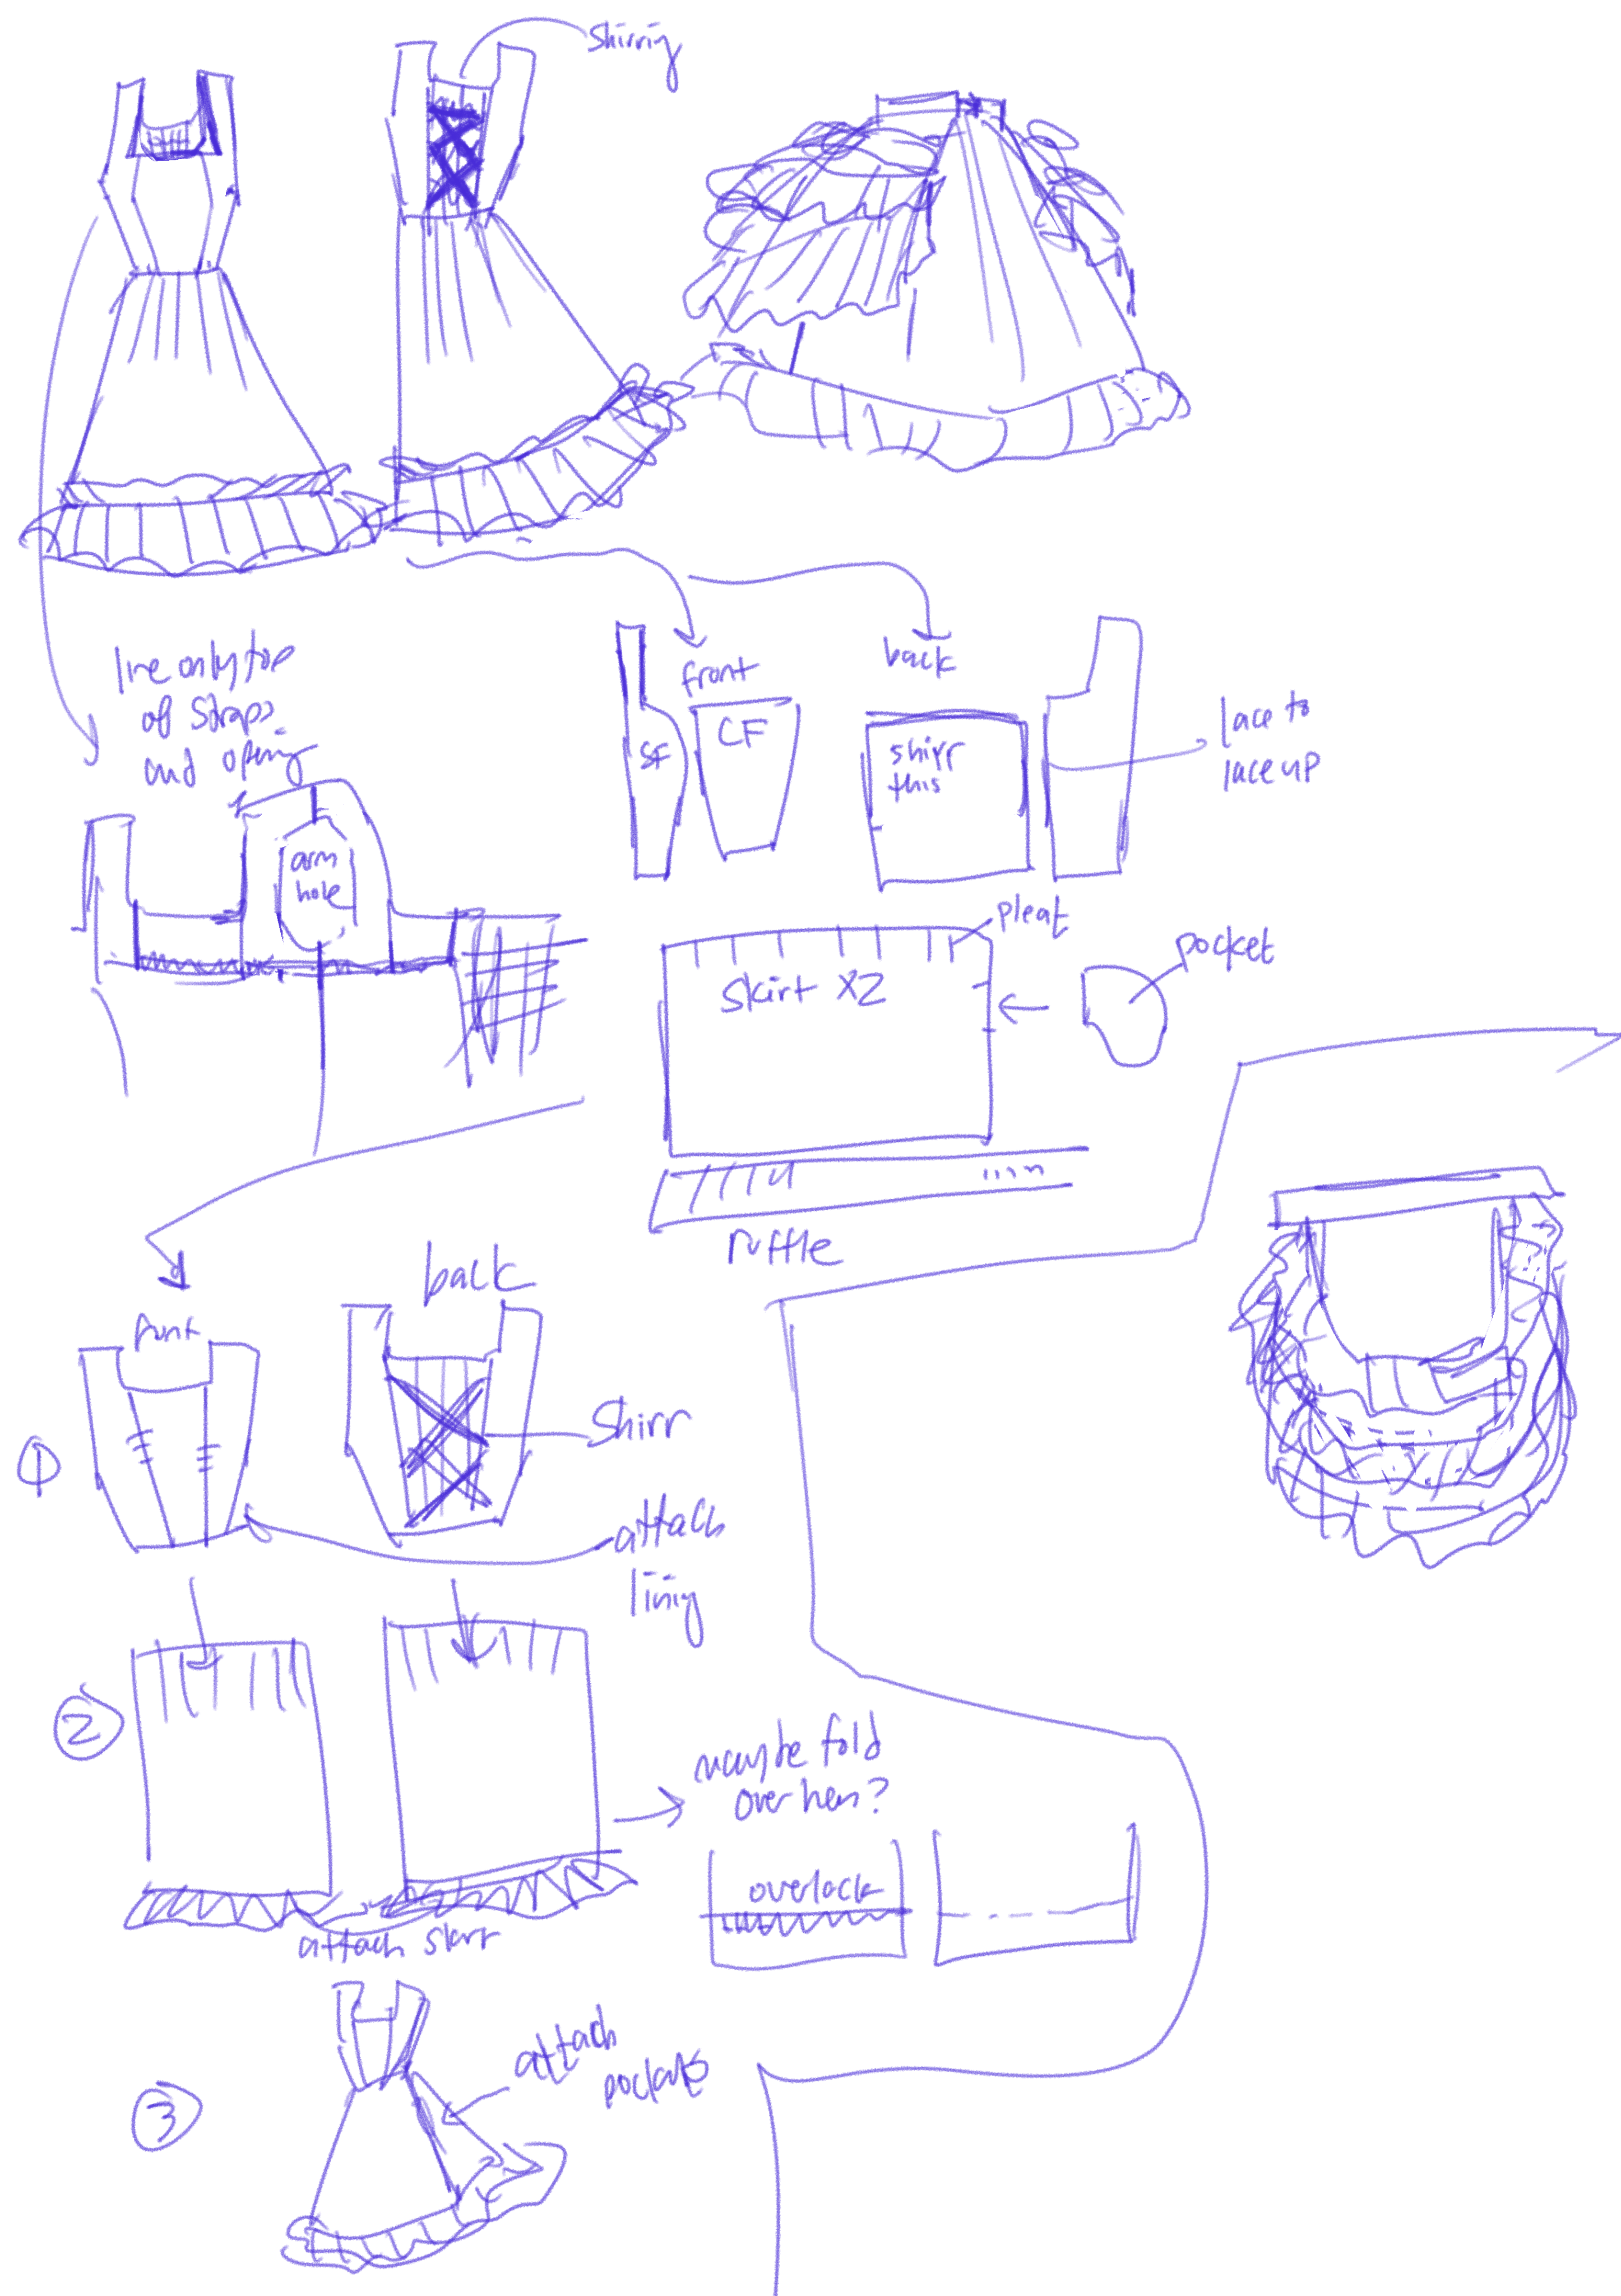 shirring
line only top
of straps
and opening
front
back
SF
CF
shirr
this
lace to
lace up
arm
hole
pleat
pocket
Skirt X2
ruffle
front
back
1
Shirr
attach
lining
2
maybe fold
over hem?
overlock
attach skirt
3
attach
pockets